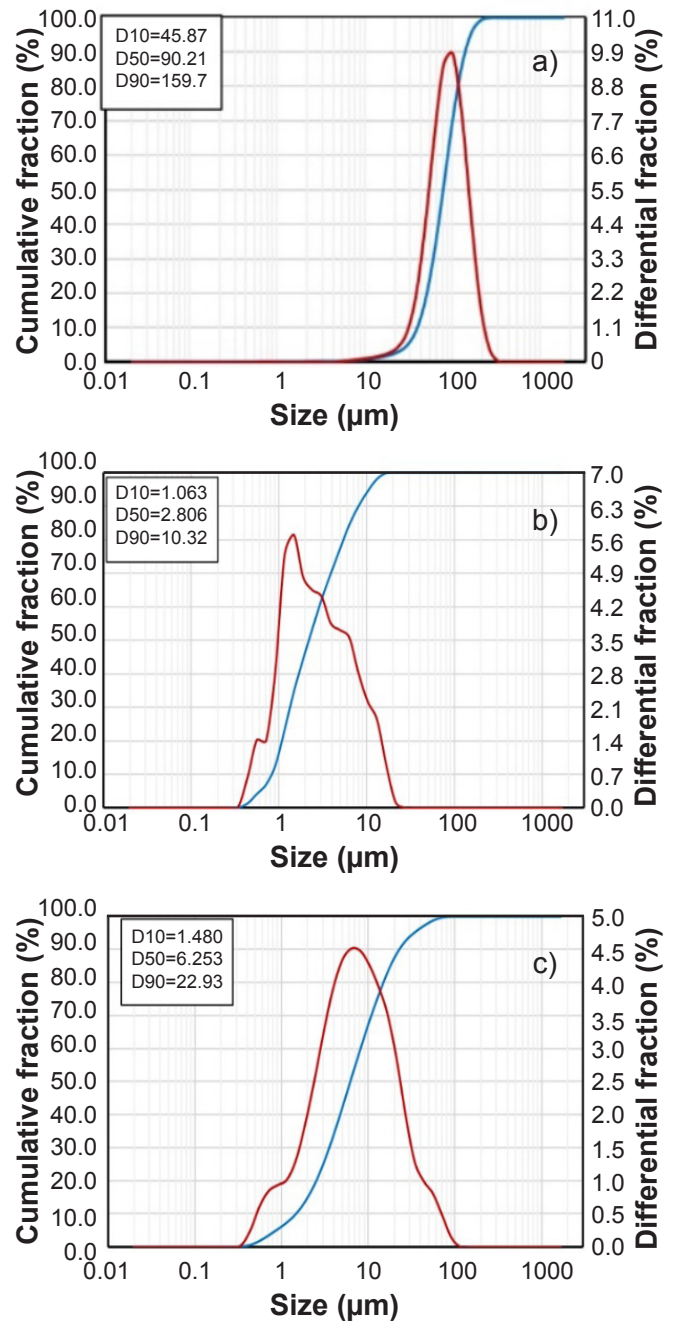 100.0
90.0
80.0
70.0
60.0
50.0
40.0
30.0
20.0
10.0
0.0
Cumulative fraction (%)
D10=45.87
D50=90.21
D90=159.7
a)
11.0
9.9
8.8
7.7
6.6
5.5
4.4
3.3
2.2
1.1
0
Differential fraction (%)
0.01 0.1 1 10 100 1000
Size (µm)
100.0
90.0
80.0
70.0
60.0
50.0
40.0
30.0
20.0
10.0
0.0
Cumulative fraction (%)
D10=1.063
D50=2.806
D90=10.32
b)
7.0
6.3
5.6
4.9
4.2
3.5
2.8
2.1
1.4
0.7
0.0
Differential fraction (%)
0.01 0.1 1 10 100 1000
Size (µm)
100.0
90.0
80.0
70.0
60.0
50.0
40.0
30.0
20.0
10.0
0.0
Cumulative fraction (%)
D10=1.480
D50=6.253
D90=22.93
c)
5.0
4.5
4.0
3.5
3.0
2.5
2.0
1.5
1.0
0.5
0.0
Differential fraction (%)
0.01 0.1 1 10 100 1000
Size (µm)